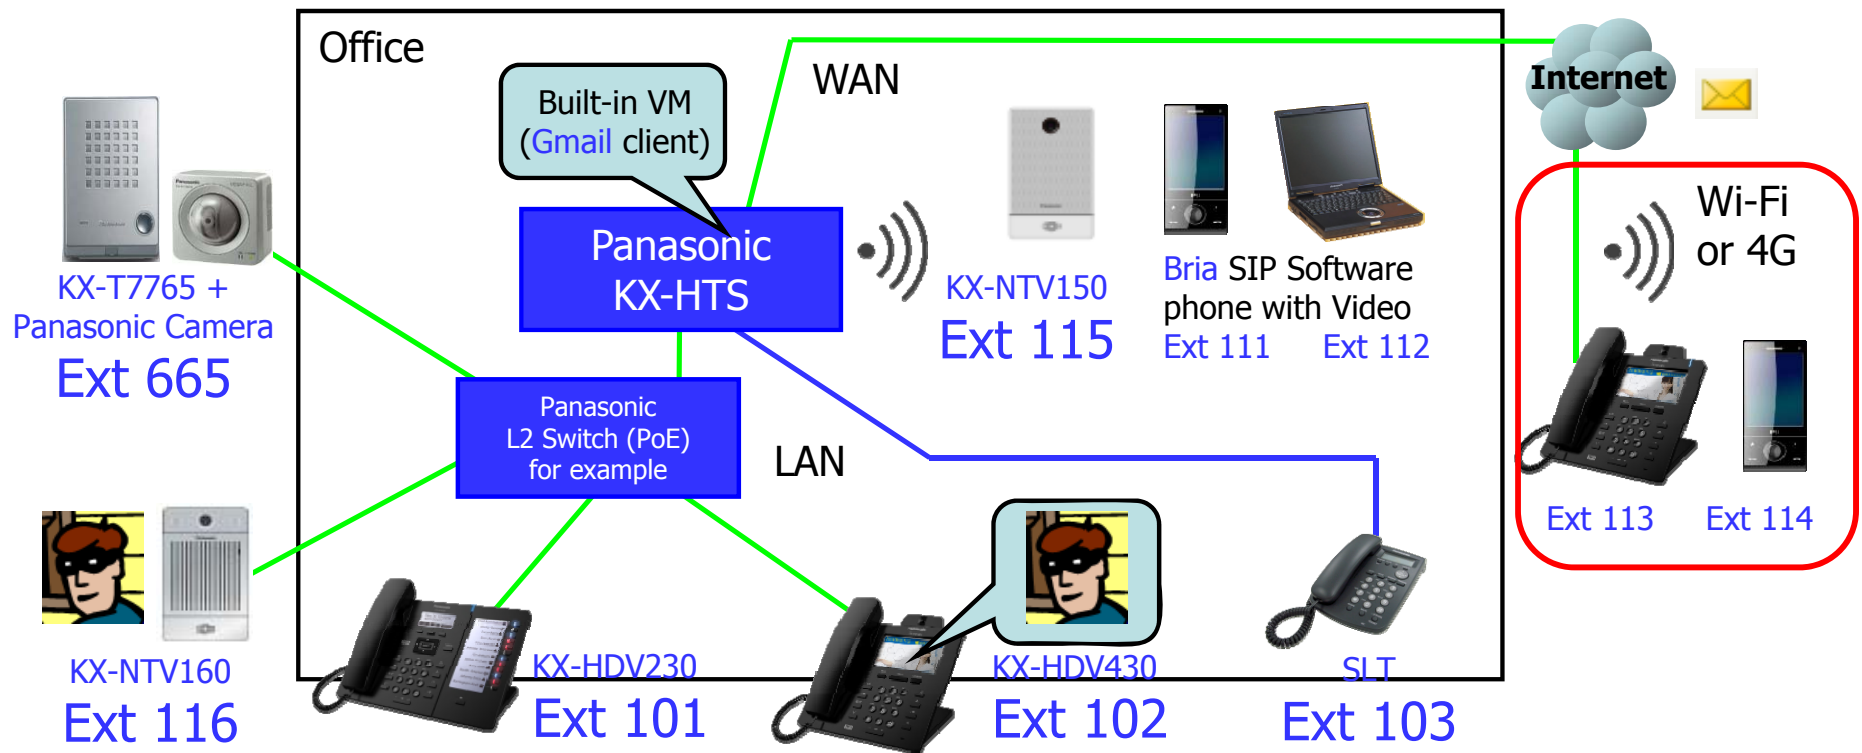 Office
Built-in VM
(Gmail client)
WAN
Internet
Panasonic
KX-HTS
KX-T7765 +
Panasonic Camera
Ext 665
KX-NTV150
Ext 115
Bria SIP Software
phone with Video
Ext 111 Ext 112
Wi-Fi
or 4G
Ext 113 Ext 114
Panasonic
L2 Switch (PoE)
for example
LAN
KX-NTV160
Ext 116
KX-HDV230
Ext 101
KX-HDV430
Ext 102
SLT
Ext 103